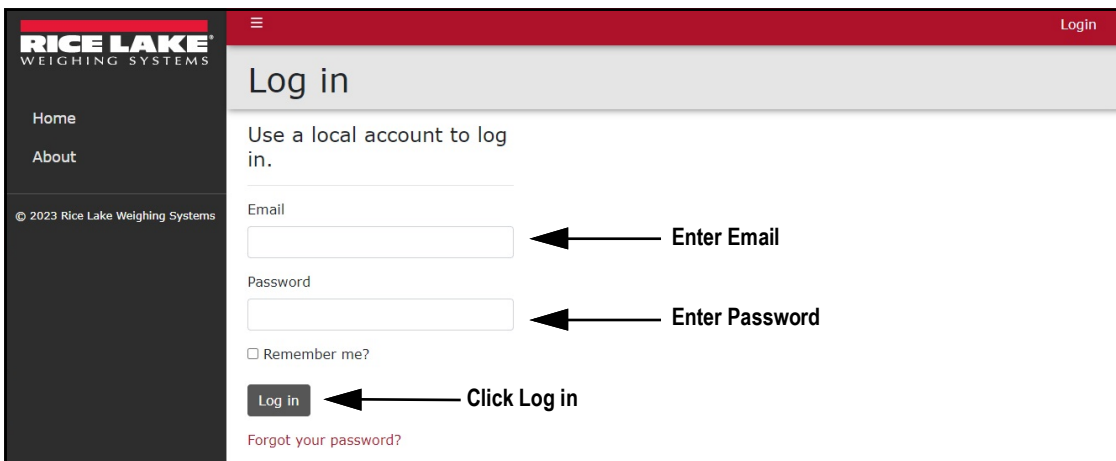 RICE LAKE®
WEIGHING SYSTEMS
Home
About
© 2023 Rice Lake Weighing Systems
☰
Login
Log in
Use a local account to log
in.
Email
Enter Email
Password
Enter Password
Remember me?
Log in
Click Log in
Forgot your password?